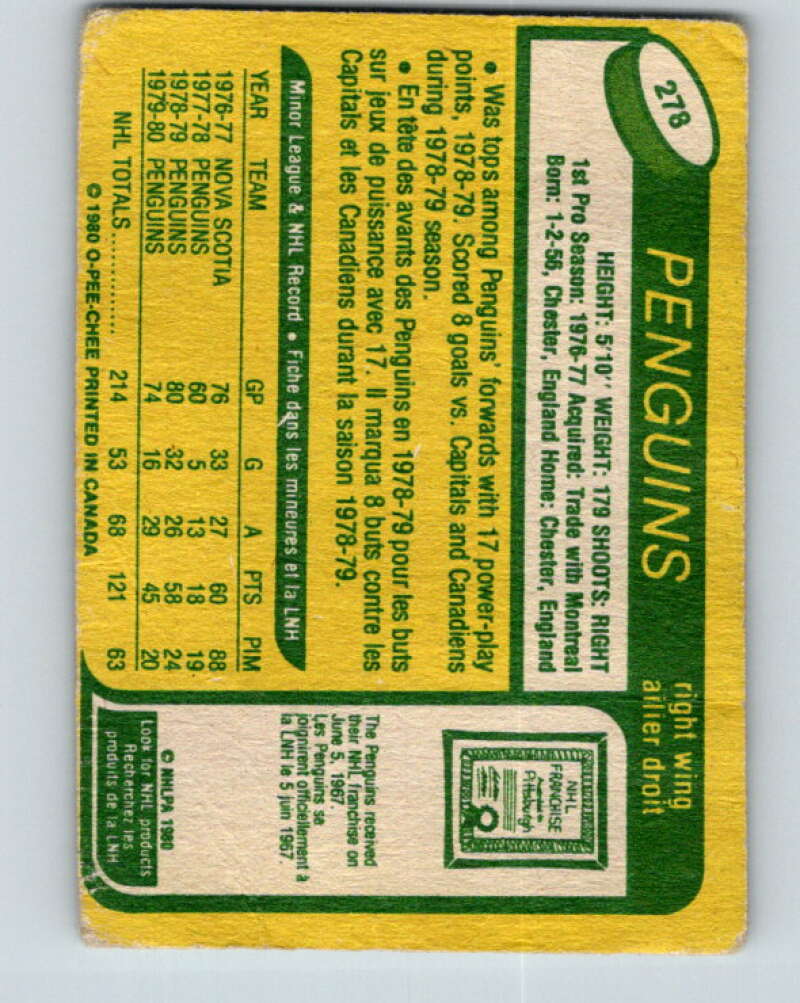 278
PENGUINS
right wing
ailier droit
HEIGHT: 5'10'' WEIGHT: 179 SHOOTS: RIGHT
1st Pro Season: 1976-77 Acquired: Trade with Montreal
Born: 1-2-56, Chester, England Home: Chester, England
• Was tops among Penguins' forwards with 17 power-play
points, 1978-79. Scored 8 goals vs. Capitals and Canadiens
during 1978-79 season.
• En tête des avants des Penguins en 1978-79 pour les buts
sur jeux de puissance avec 17. Il marqua 8 buts contre les
Capitals et les Canadiens durant la saison 1978-79.
Minor League & NHL Record • Fiche dans les mineures et la LNH
YEAR TEAM GP G A PTS PIM
1976-77 NOVA SCOTIA 76 33 27 60 88
1977-78 PENGUINS 60 5 13 18 19
1978-79 PENGUINS 80 32 26 58 24
1979-80 PENGUINS 74 16 29 45 20
NHL TOTALS ............... 214 53 68 121 63
© 1980 O-PEE-CHEE PRINTED IN CANADA
NHL
FRANCHISE
Pittsburgh
The Penguins received
their NHL franchise on
June 5, 1967.
Les Penguins se
joignirent officiellement à
la LNH le 5 juin 1967.
© NHLPA 1980
Look for NHL products
Recherchez les
produits de la LNH